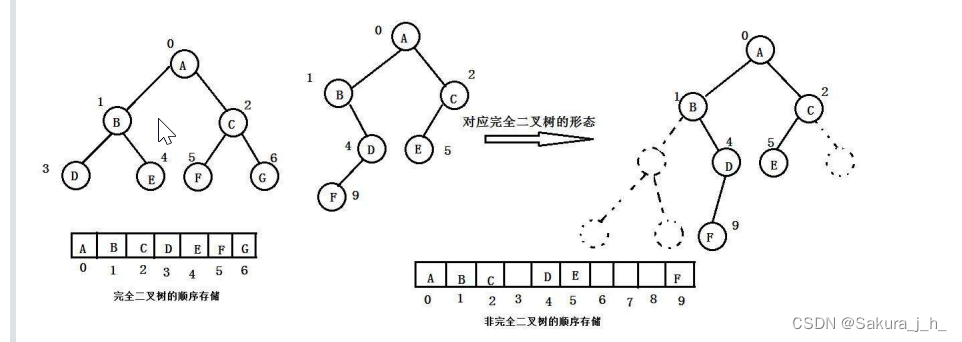 0
A
1
B
2
C
3
D
4
E
5
F
6
G
A B C D E F G
0 1 2 3 4 5 6
完全二叉树的顺序存储
0
A
1
B
2
C
4
D
E
5
F
9
对应完全二叉树的形态
0
A
1
B
2
C
4
D
5
E
F
9
A B C D E F
0 1 2 3 4 5 6 7 8 9
非完全二叉树的顺序存储
CSDN @Sakura_j_h_